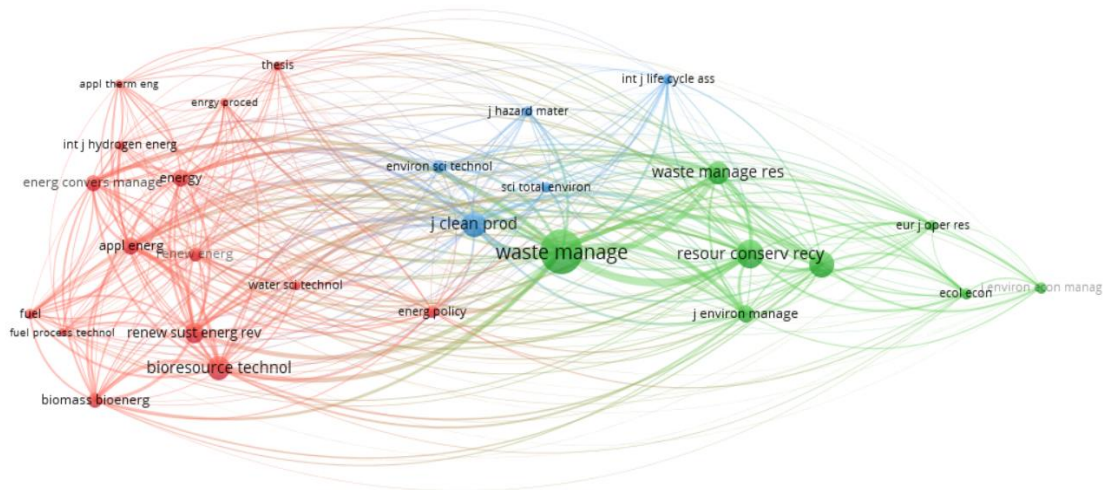 thesis
int j life cycle ass
appl therm eng
enrgy proced
j hazard mater
int j hydrogen energ
environ sci technol
waste manage res
energ convers manage
energy
sci total environ
j clean prod
eur j oper res
appl energ
renew energ
waste manage
resour conserv recy
water sci technol
ecol econ
j environ econ manag
fuel
energ policy
j environ manage
fuel process technol
renew sust energ rev
bioresource technol
biomass bioenerg